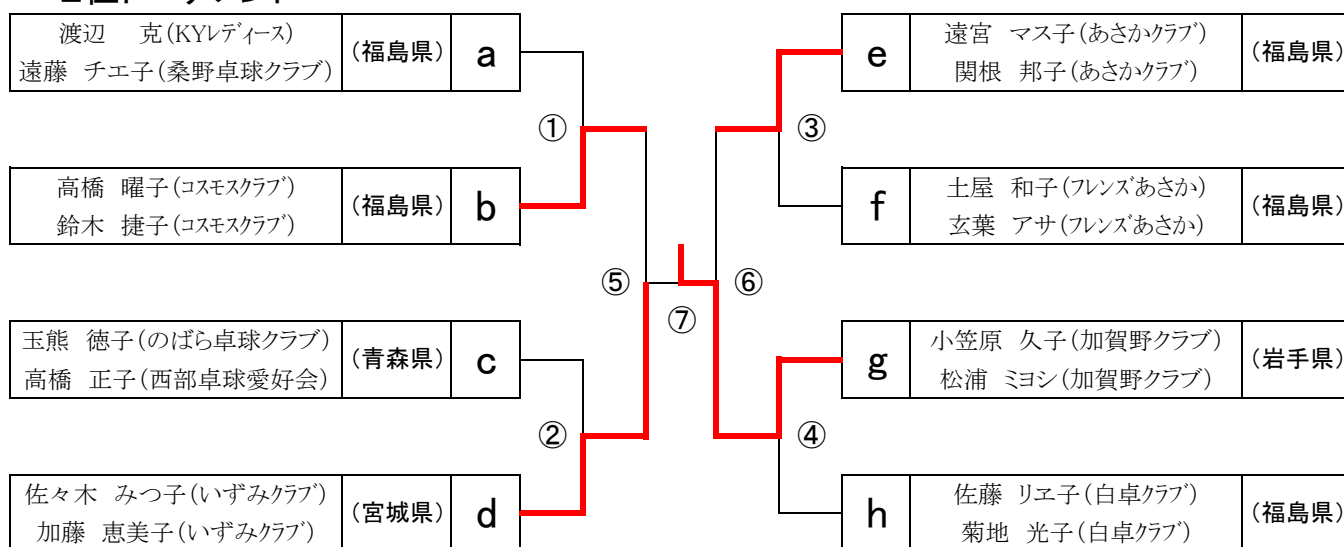 渡辺　克(KYレディース)
遠藤 チエ子(桑野卓球クラブ)
(福島県)
a
高橋 曜子(コスモスクラブ)
鈴木 捷子(コスモスクラブ)
(福島県)
b
玉熊 徳子(のばら卓球クラブ)
高橋 正子(西部卓球愛好会)
(青森県)
c
佐々木 みつ子(いずみクラブ)
加藤 恵美子(いずみクラブ)
(宮城県)
d
①
②
⑤
⑦
⑥
③
④
e
遠宮 マス子(あさかクラブ)
関根 邦子(あさかクラブ)
(福島県)
f
土屋 和子(フレンズあさか)
玄葉 アサ(フレンズあさか)
(福島県)
g
小笠原 久子(加賀野クラブ)
松浦 ミヨシ(加賀野クラブ)
(岩手県)
h
佐藤 リヱ子(白卓クラブ)
菊地 光子(白卓クラブ)
(福島県)